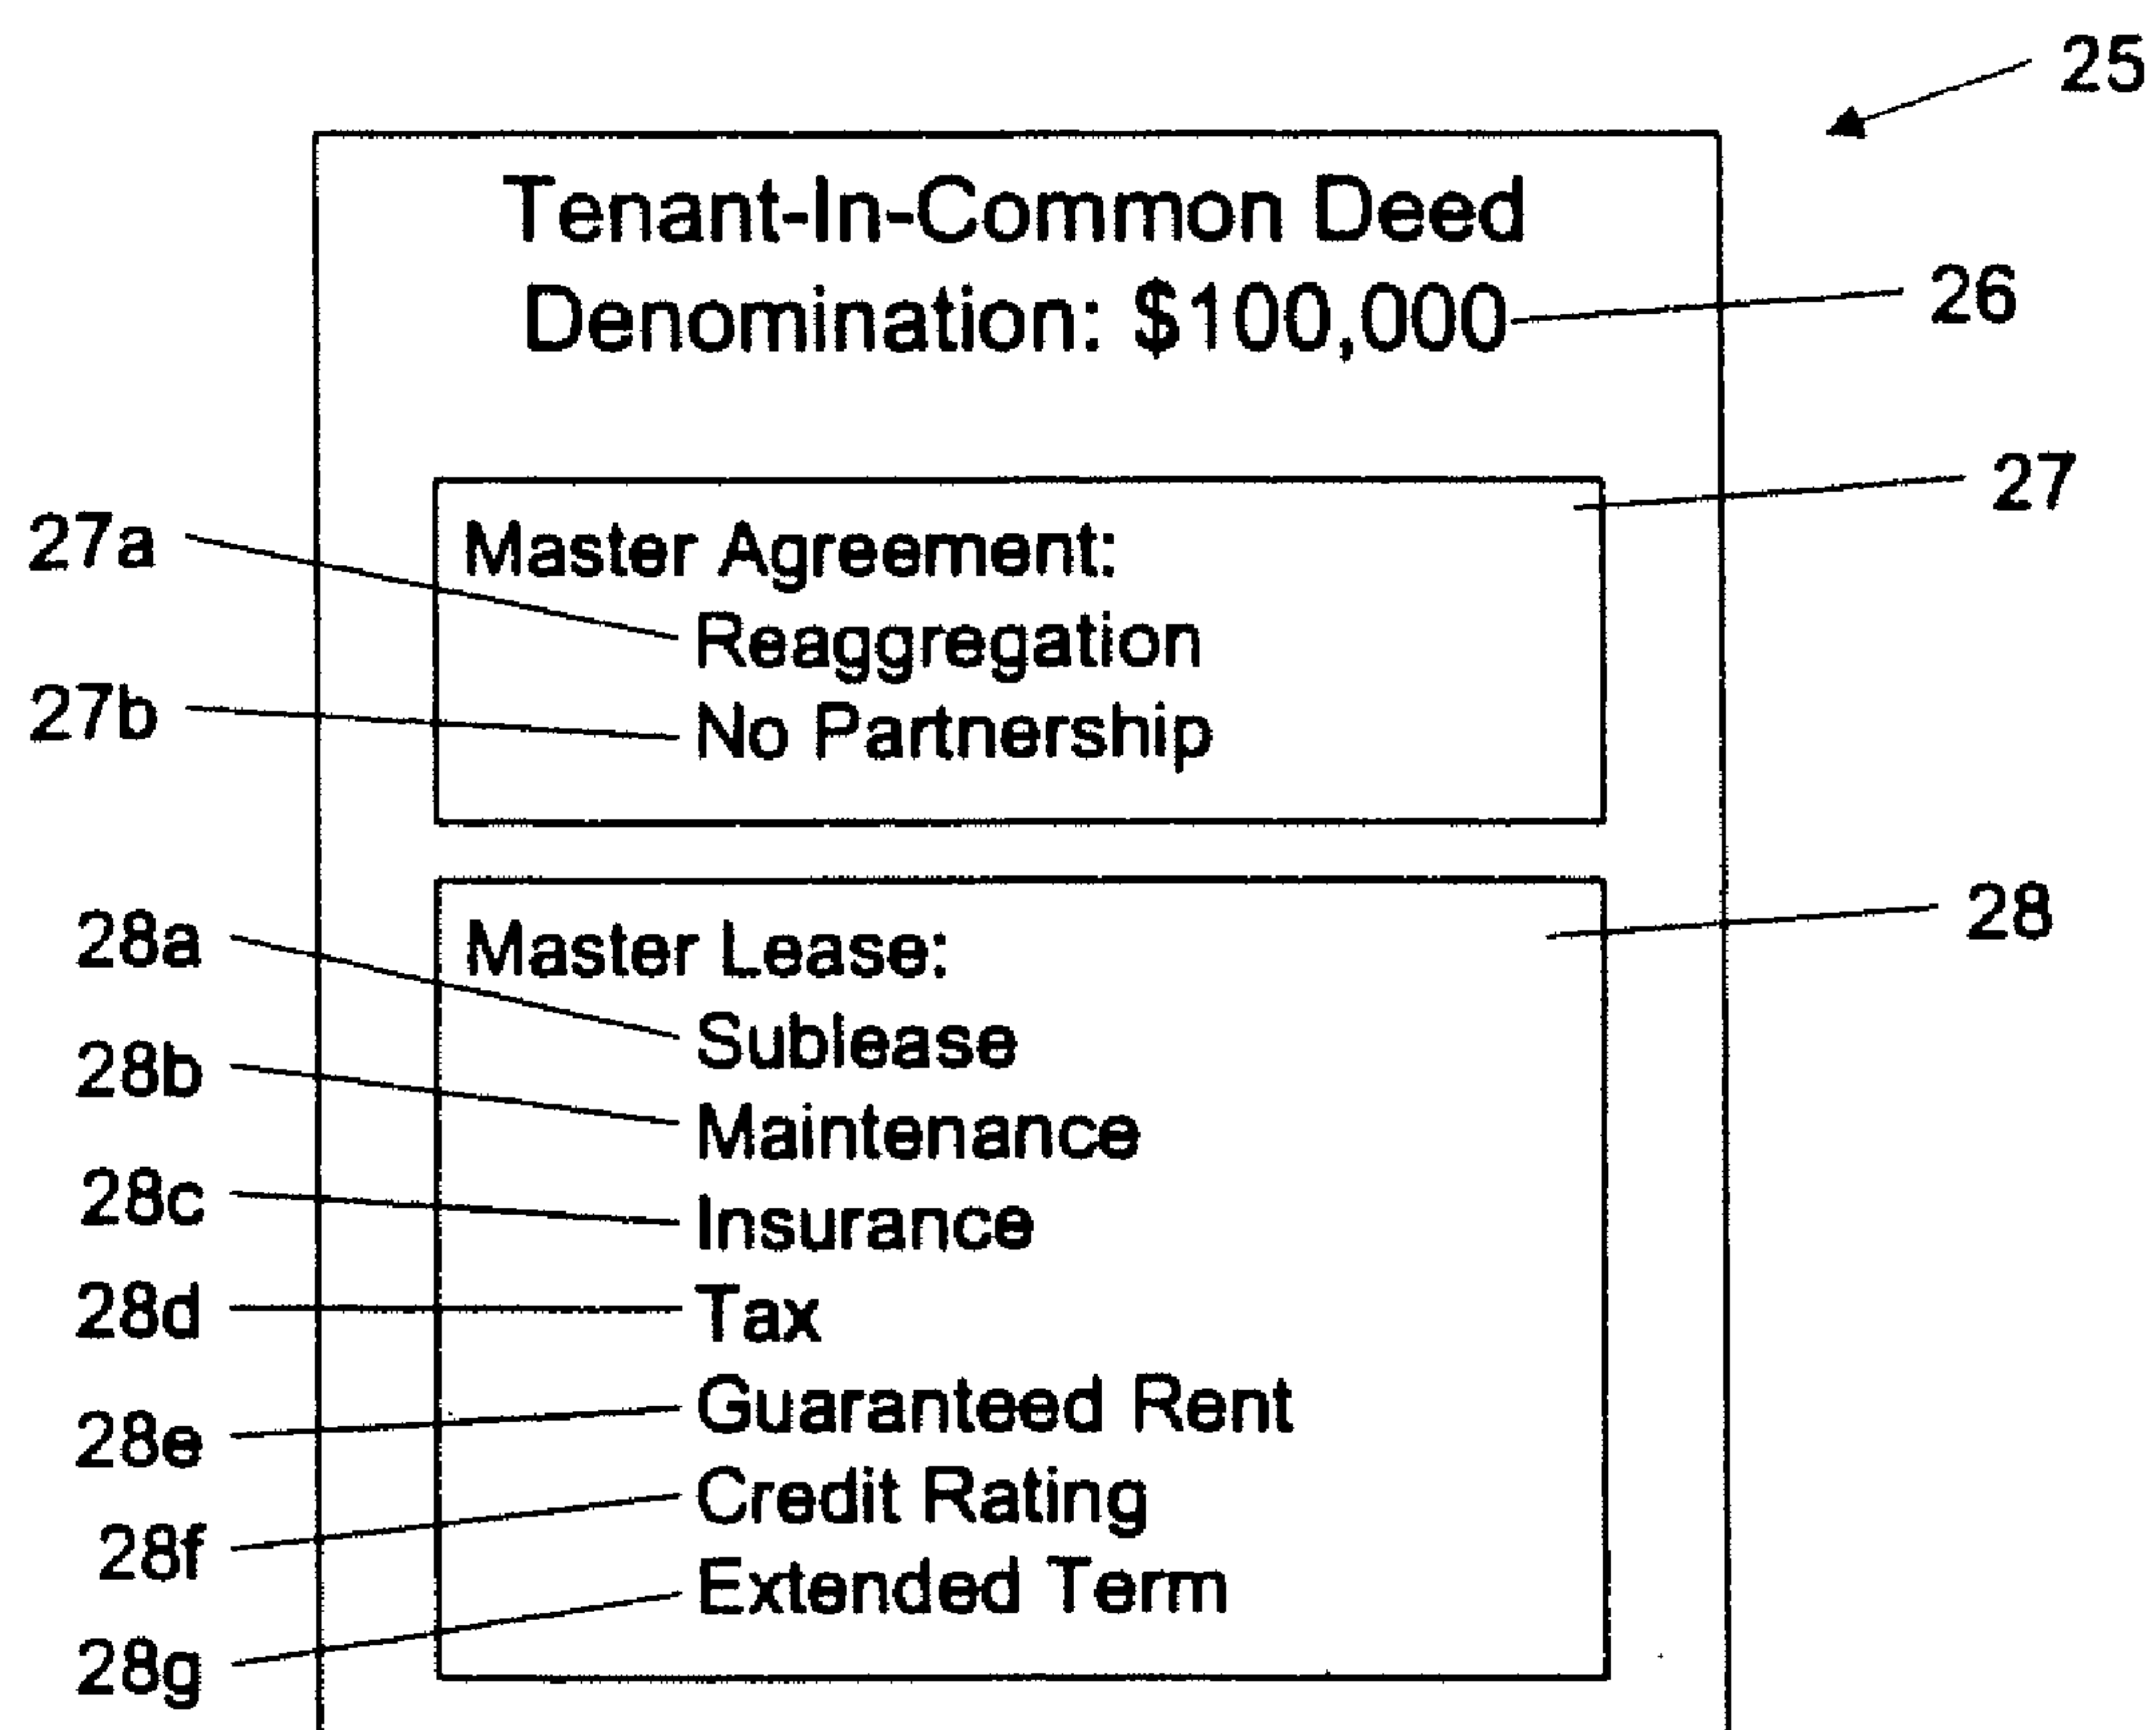 25
Tenant-In-Common Deed
Denomination: $100,000
26
27
27a
Master Agreement:
Reaggregation
27b
No Partnership
28
28a
Master Lease:
Sublease
28b
Maintenance
28c
Insurance
28d
Tax
28e
Guaranteed Rent
28f
Credit Rating
28g
Extended Term